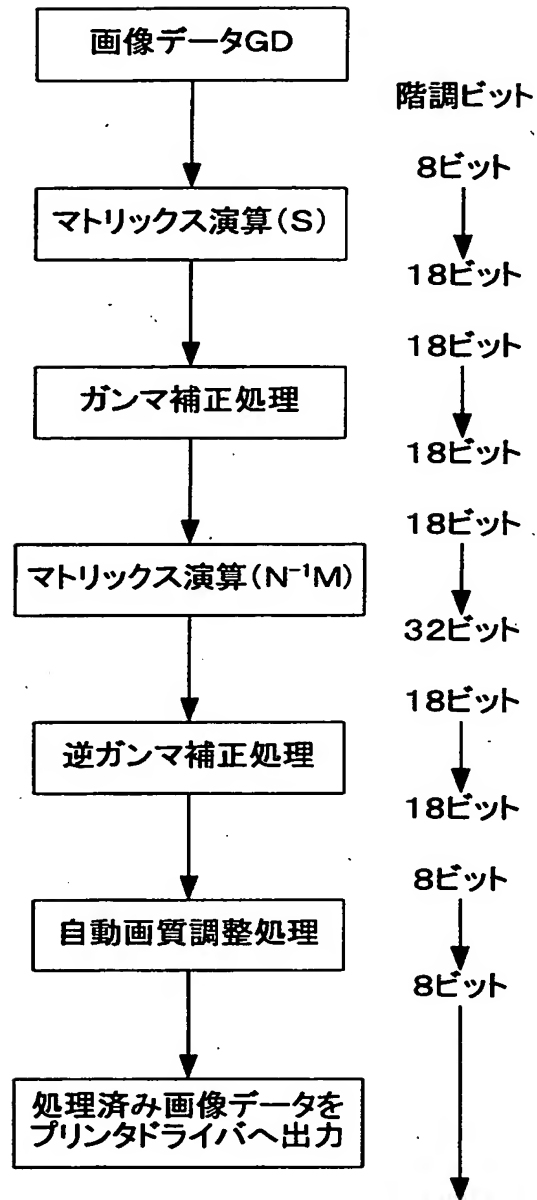 画像データGD
階調ビット
8ビット
マトリックス演算(S)
18ビット
18ビット
ガンマ補正処理
18ビット
18ビット
マトリックス演算(N⁻¹M)
32ビット
18ビット
逆ガンマ補正処理
18ビット
8ビット
自動画質調整処理
8ビット
処理済み画像データを
プリンタドライバへ出力